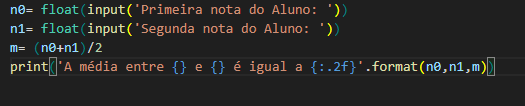 n0= float(input('Primeira nota do Aluno: '))
n1= float(input('Segunda nota do Aluno: '))
m= (n0+n1)/2
print('A média entre {} e {} é igual a {:.2f}'.format(n0,n1,m))